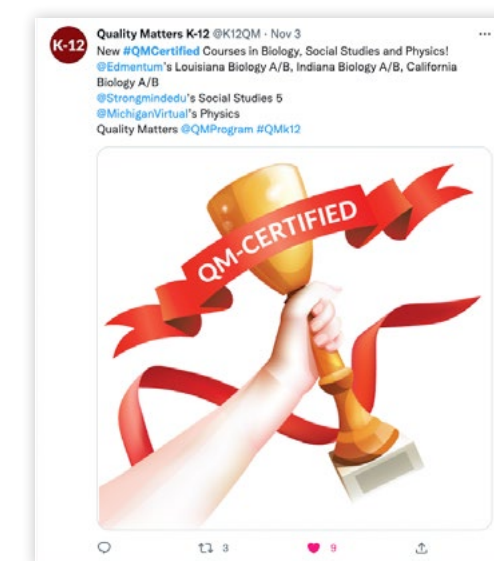 K-12
Quality Matters K-12 @K12QM · Nov 3
New #QMCertified Courses in Biology, Social Studies and Physics!
@Edmentum's Louisiana Biology A/B, Indiana Biology A/B, California
Biology A/B
@Strongmindedu's Social Studies 5
@MichiganVirtual's Physics
Quality Matters @QMProgram #QMk12
QM-CERTIFIED
3
9